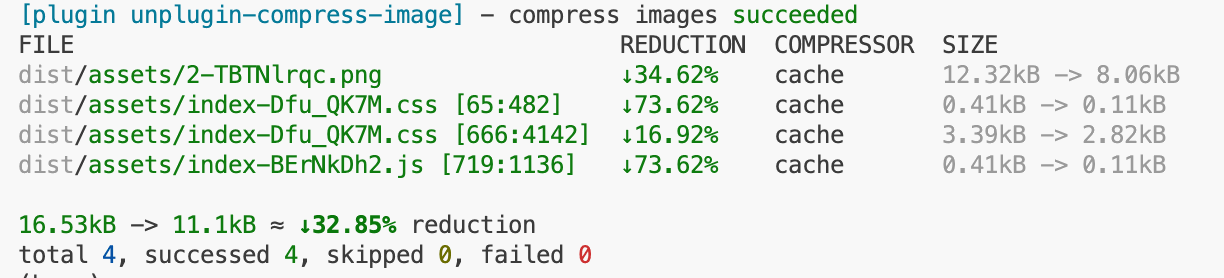 [plugin unplugin-compress-image] - compress images succeeded
FILE REDUCTION COMPRESSOR SIZE
dist/assets/2-TBTNlrqc.png ↓34.62% cache 12.32kB -> 8.06kB
dist/assets/index-Dfu_QK7M.css [65:482] ↓73.62% cache 0.41kB -> 0.11kB
dist/assets/index-Dfu_QK7M.css [666:4142] ↓16.92% cache 3.39kB -> 2.82kB
dist/assets/index-BErNkDh2.js [719:1136] ↓73.62% cache 0.41kB -> 0.11kB
16.53kB -> 11.1kB ≈ ↓32.85% reduction
total 4, successed 4, skipped 0, failed 0